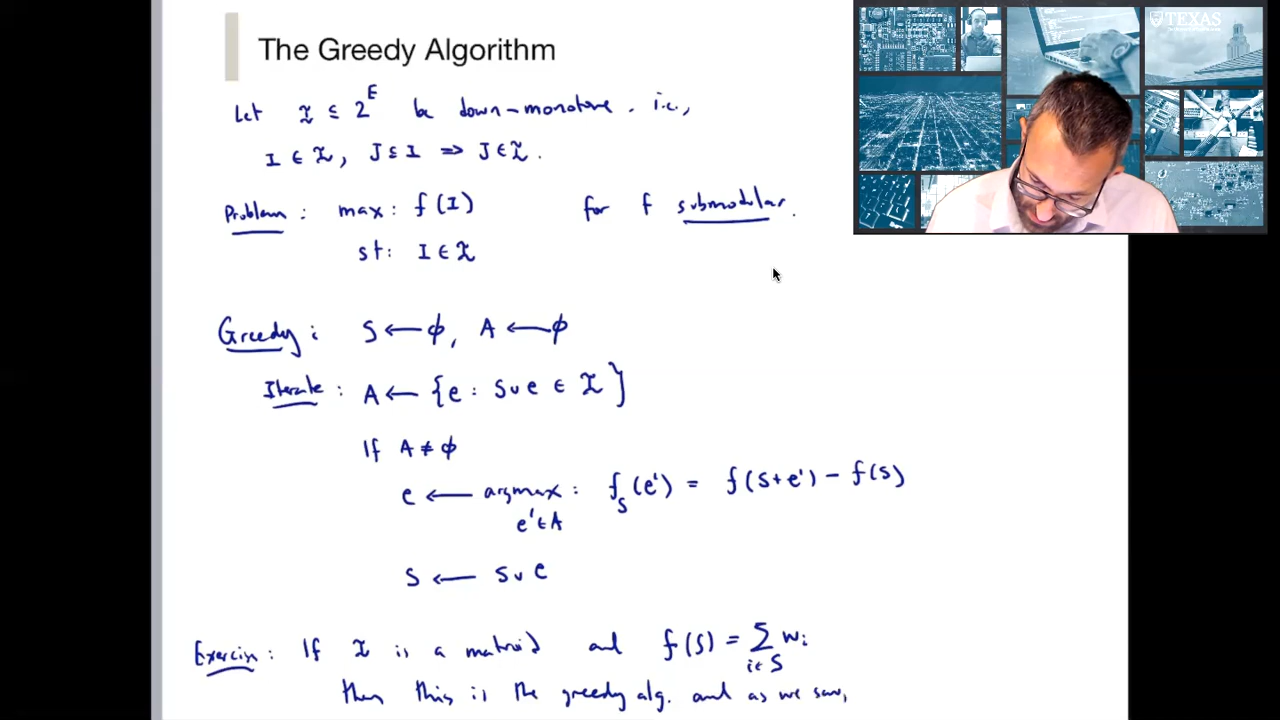 The Greedy Algorithm
TEXAS
Let I ⊆ 2^E be down-monotone. i.e.,
I ∈ I, J ⊆ I ⇒ J ∈ I.
Problem: max: f(I) for f submodular.
st: I ∈ I
Greedy: S ← ϕ, A ← ϕ
Iterate: A ← {e : S ∪ e ∈ I}
If A ≠ ϕ
e ← argmax: f_S(e') = f(S+e') - f(S)
e' ∈ A
S ← S ∪ e
Exercise: If I is a matroid and f(S) = Σ w_i
i ∈ S
then this is the greedy alg. and as we saw,